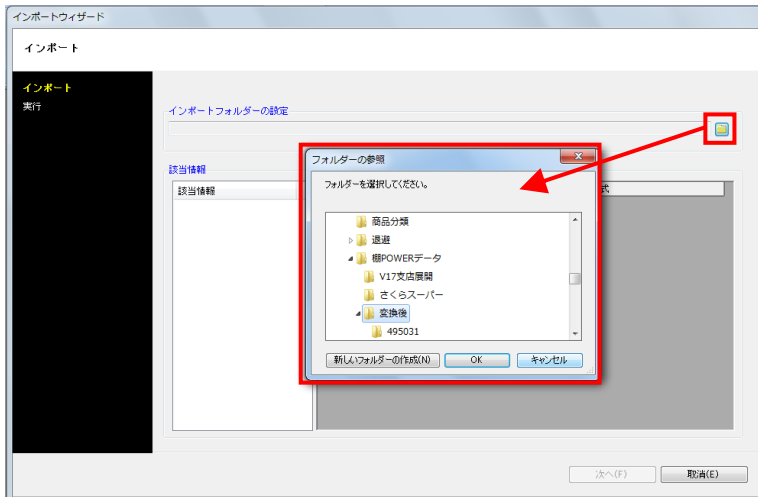 インポートウィザード
インポート
インポート
実行
インポートフォルダーの設定
該当情報
該当情報
式
フォルダーの参照
フォルダーを選択してください。
商品分類
退避
棚POWERデータ
V17支店展開
さくらスーパー
変換後
495031
新しいフォルダーの作成(N)
OK
キャンセル
次へ(F)
取消(E)